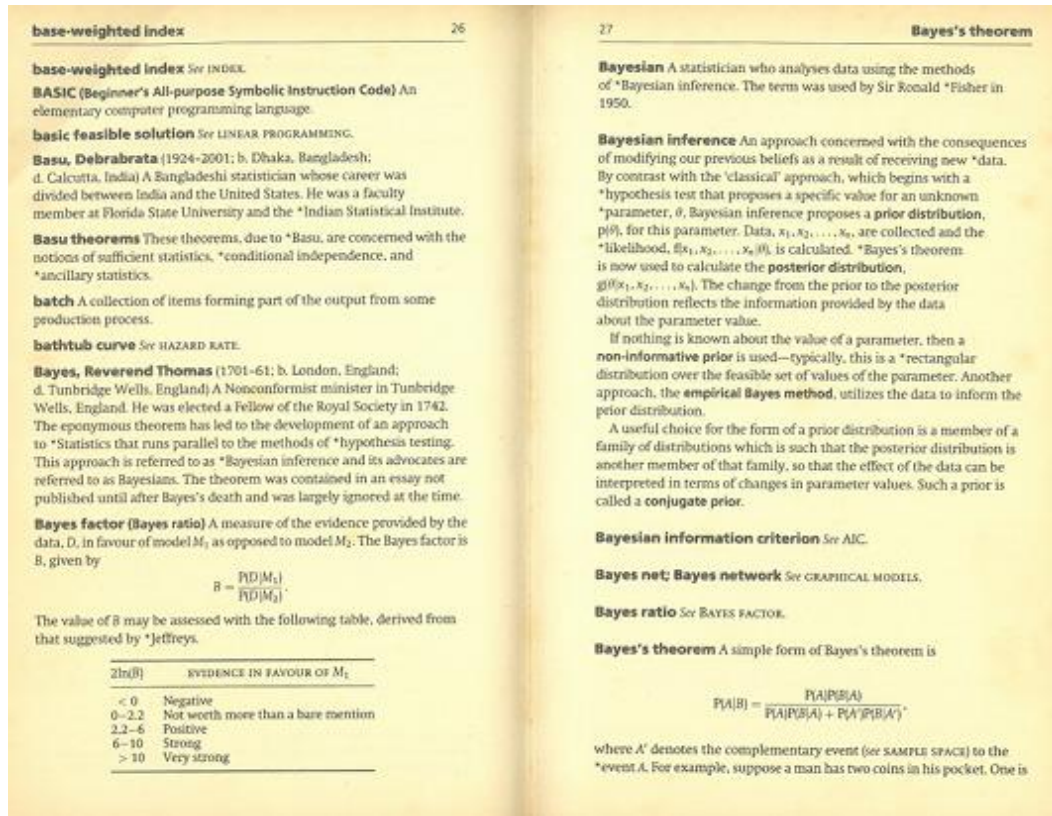 base-weighted index 26
base-weighted index See INDEX.
BASIC (Beginner's All-purpose Symbolic Instruction Code) An
elementary computer programming language.
basic feasible solution See LINEAR PROGRAMMING.
Basu, Debrabrata (1924–2001; b. Dhaka, Bangladesh;
d. Calcutta, India) A Bangladeshi statistician whose career was
divided between India and the United States. He was a faculty
member at Florida State University and the *Indian Statistical Institute.
Basu theorems These theorems, due to *Basu, are concerned with the
notions of sufficient statistics, *conditional independence, and
*ancillary statistics.
batch A collection of items forming part of the output from some
production process.
bathtub curve See HAZARD RATE.
Bayes, Reverend Thomas (1701–61; b. London, England;
d. Tunbridge Wells, England) A Nonconformist minister in Tunbridge
Wells, England. He was elected a Fellow of the Royal Society in 1742.
The eponymous theorem has led to the development of an approach
to *Statistics that runs parallel to the methods of *hypothesis testing.
This approach is referred to as *Bayesian inference and its advocates are
referred to as Bayesians. The theorem was contained in an essay not
published until after Bayes's death and was largely ignored at the time.
Bayes factor (Bayes ratio) A measure of the evidence provided by the
data, D, in favour of model M₁ as opposed to model M₂. The Bayes factor is
B, given by
B = P(D|M₁) / P(D|M₂).
The value of B may be assessed with the following table, derived from
that suggested by *Jeffreys.
2ln(B) EVIDENCE IN FAVOUR OF M₁
< 0 Negative
0–2.2 Not worth more than a bare mention
2.2–6 Positive
6–10 Strong
> 10 Very strong
27 Bayes's theorem
Bayesian A statistician who analyses data using the methods
of *Bayesian inference. The term was used by Sir Ronald *Fisher in
1950.
Bayesian inference An approach concerned with the consequences
of modifying our previous beliefs as a result of receiving new *data.
By contrast with the 'classical' approach, which begins with a
*hypothesis test that proposes a specific value for an unknown
*parameter, θ, Bayesian inference proposes a prior distribution,
p(θ), for this parameter. Data, x₁, x₂, . . . , xₙ, are collected and the
*likelihood, f(x₁, x₂, . . . , xₙ|θ), is calculated. *Bayes's theorem
is now used to calculate the posterior distribution,
g(θ|x₁, x₂, . . . , xₙ). The change from the prior to the posterior
distribution reflects the information provided by the data
about the parameter value.
If nothing is known about the value of a parameter, then a
non-informative prior is used—typically, this is a *rectangular
distribution over the feasible set of values of the parameter. Another
approach, the empirical Bayes method, utilizes the data to inform the
prior distribution.
A useful choice for the form of a prior distribution is a member of a
family of distributions which is such that the posterior distribution is
another member of that family, so that the effect of the data can be
interpreted in terms of changes in parameter values. Such a prior is
called a conjugate prior.
Bayesian information criterion See AIC.
Bayes net; Bayes network See GRAPHICAL MODELS.
Bayes ratio See BAYES FACTOR.
Bayes's theorem A simple form of Bayes's theorem is
P(A|B) = P(A)P(B|A) / P(A)P(B|A) + P(A′)P(B|A′),
where A′ denotes the complementary event (see SAMPLE SPACE) to the
*event A. For example, suppose a man has two coins in his pocket. One is